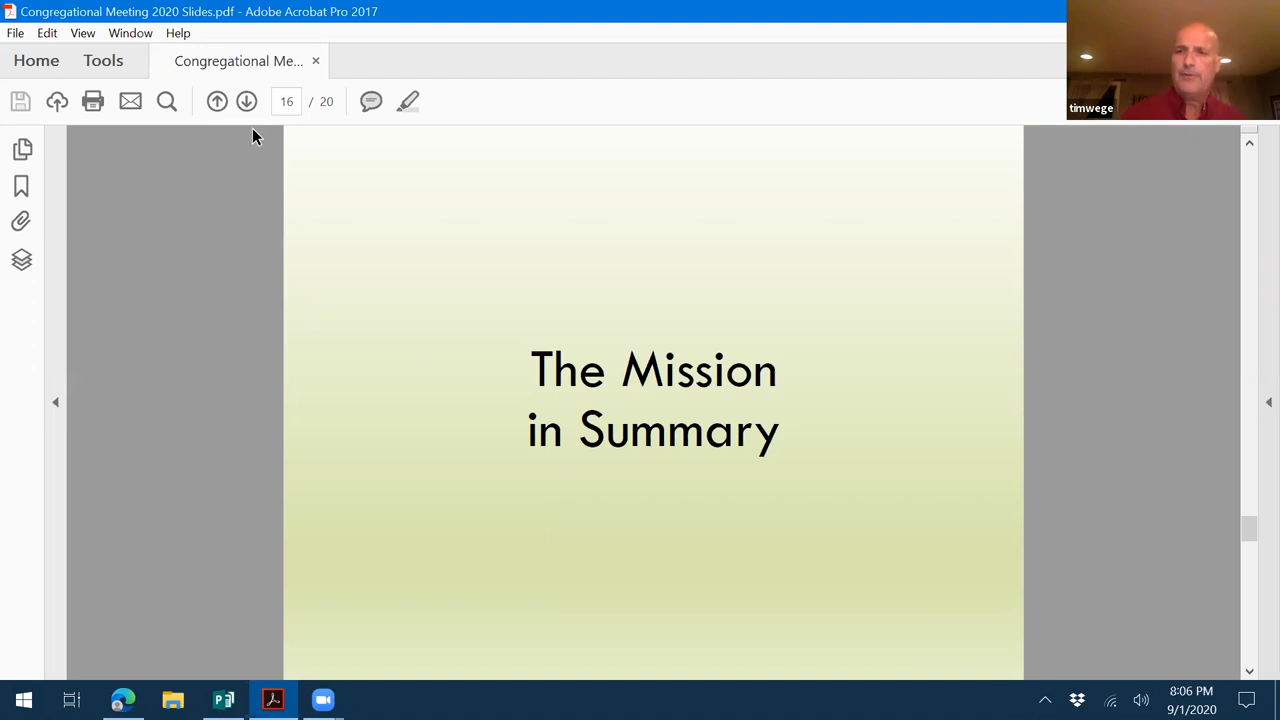 Congregational Meeting 2020 Slides.pdf - Adobe Acrobat Pro 2017
File Edit View Window Help
Home Tools Congregational Me... ×
16 / 20
timwege
The Mission
in Summary
8:06 PM
9/1/2020